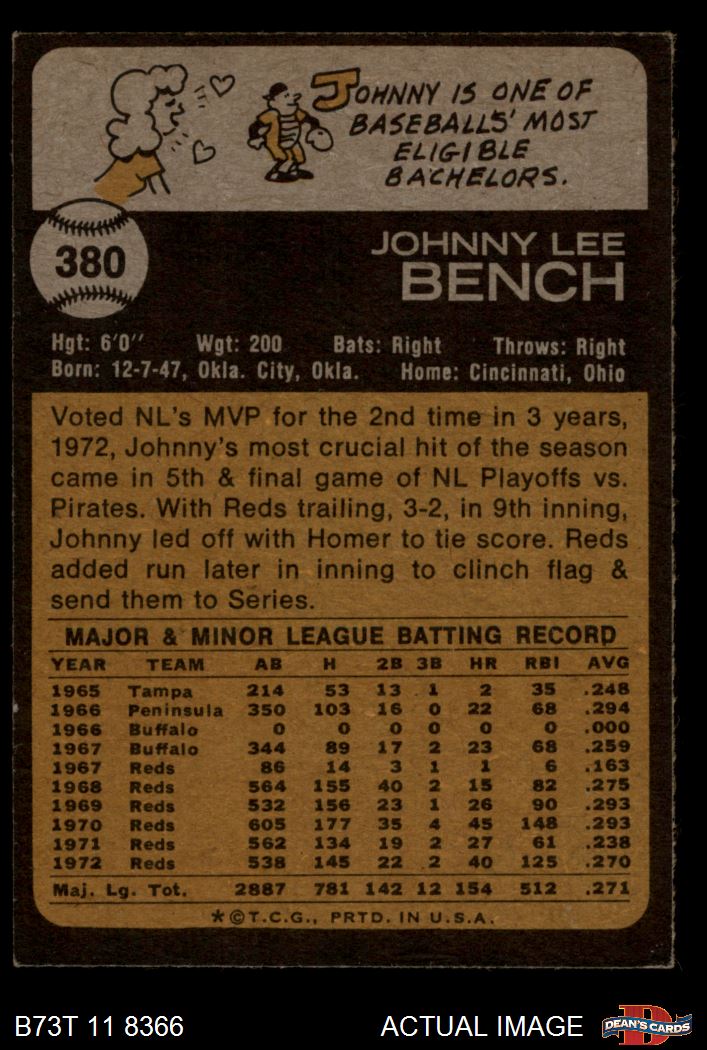 JOHNNY IS ONE OF
BASEBALLS' MOST
ELIGIBLE
BACHELORS.
380
JOHNNY LEE
BENCH
Hgt: 6'0" Wgt: 200 Bats: Right Throws: Right
Born: 12-7-47, Okla. City, Okla. Home: Cincinnati, Ohio
Voted NL's MVP for the 2nd time in 3 years,
1972, Johnny's most crucial hit of the season
came in 5th & final game of NL Playoffs vs.
Pirates. With Reds trailing, 3-2, in 9th inning,
Johnny led off with Homer to tie score. Reds
added run later in inning to clinch flag &
send them to Series.
MAJOR & MINOR LEAGUE BATTING RECORD
YEAR TEAM AB H 2B 3B HR RBI AVG
1965 Tampa 214 53 13 1 2 35 .248
1966 Peninsula 350 103 16 0 22 68 .294
1966 Buffalo 0 0 0 0 0 0 .000
1967 Buffalo 344 89 17 2 23 68 .259
1967 Reds 86 14 3 1 1 6 .163
1968 Reds 564 155 40 2 15 82 .275
1969 Reds 532 156 23 1 26 90 .293
1970 Reds 605 177 35 4 45 148 .293
1971 Reds 562 134 19 2 27 61 .238
1972 Reds 538 145 22 2 40 125 .270
Maj. Lg. Tot. 2887 781 142 12 154 512 .271
*©T.C.G., PRTD. IN U.S.A.
B73T 11 8366 ACTUAL IMAGE D DEAN'S CARDS